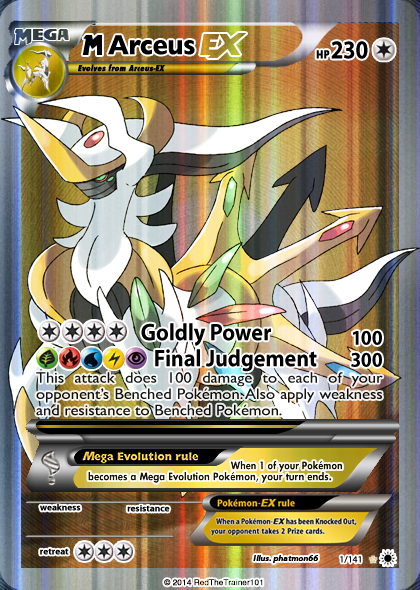 MEGA
M Arceus EX
HP230
Evolves from Arceus-EX
Goldly Power 100
Final Judgement 300
This attack does 100 damage to each of your
opponent's Benched Pokémon.Also apply weakness
and resistance to Benched Pokémon.
Mega Evolution rule
When 1 of your Pokémon
becomes a Mega Evolution Pokémon, your turn ends.
weakness resistance
Pokémon-EX rule
When a Pokémon-EX has been Knocked Out,
your opponent takes 2 Prize cards.
retreat
Illus. phatmon66
1/141
© 2014 RedTheTrainer101